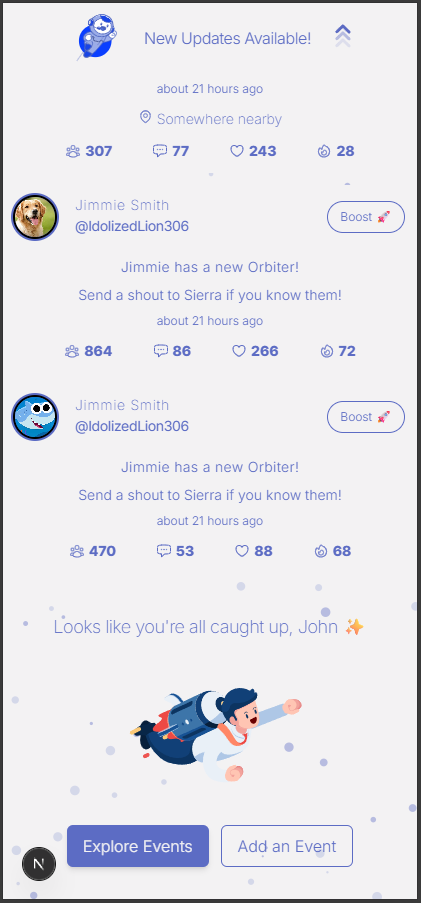 New Updates Available!
about 21 hours ago
Somewhere nearby
307 77 243 28
Jimmie Smith
@IdolizedLion306
Boost 🚀
Jimmie has a new Orbiter!
Send a shout to Sierra if you know them!
about 21 hours ago
864 86 266 72
Jimmie Smith
@IdolizedLion306
Boost 🚀
Jimmie has a new Orbiter!
Send a shout to Sierra if you know them!
about 21 hours ago
470 53 88 68
Looks like you're all caught up, John ✨
Explore Events
Add an Event
N